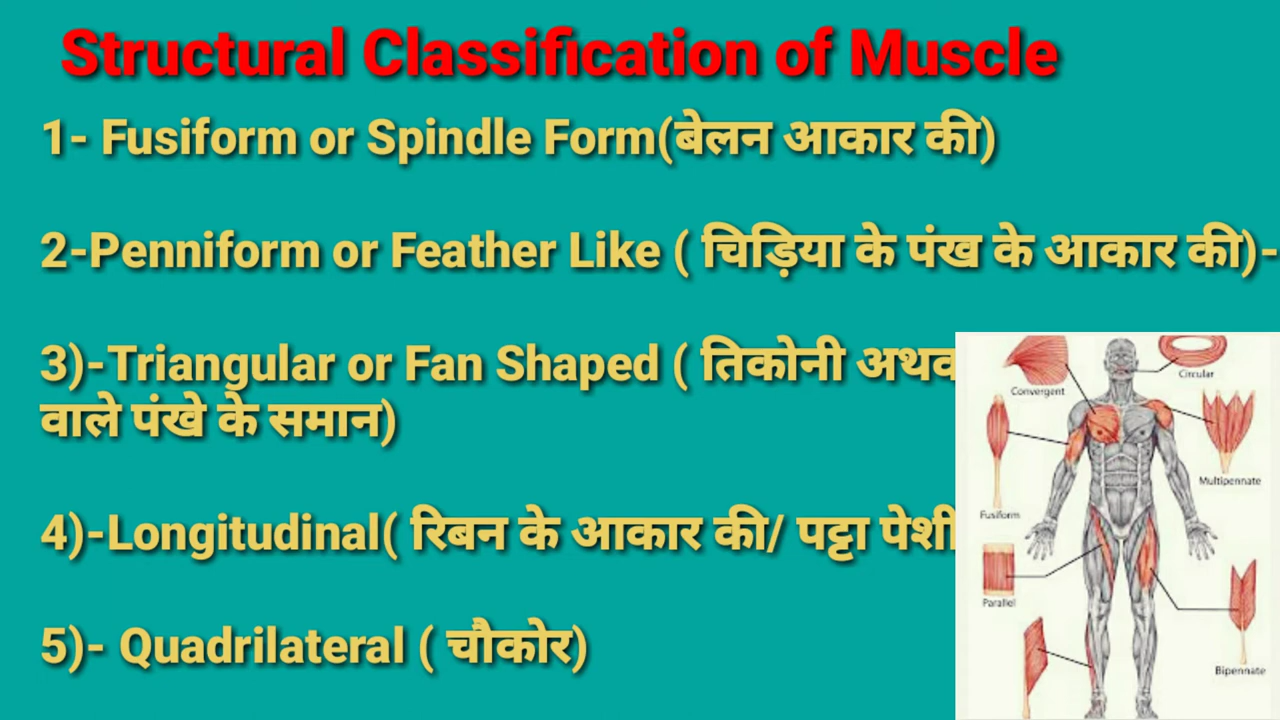 Structural Classification of Muscle
1- Fusiform or Spindle Form(बेलन आकार की)
2-Penniform or Feather Like ( चिड़िया के पंख के आकार की)-
3)-Triangular or Fan Shaped ( तिकोनी
वाले पंखे के समान)
4)-Longitudinal( रिबन के आकार की/ पट्टा पेशी
5)- Quadrilateral ( चौकोर)
Convergent
Circular
Multipennate
Fusiform
Parallel
Bipennate